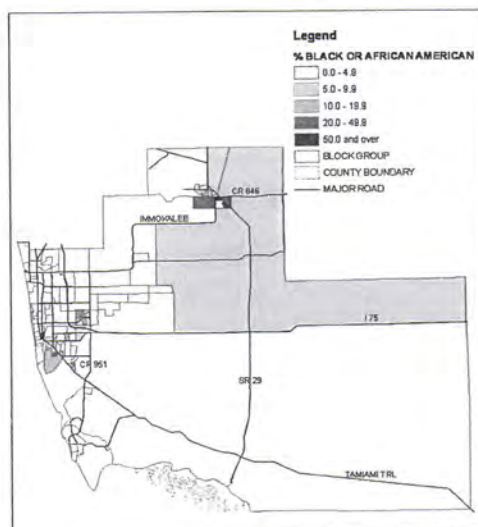 Legend
% BLACK OR AFRICAN AMERICAN
0.0 - 4.9
5.0 - 9.9
10.0 - 19.9
20.0 - 49.9
50.0 and over
BLOCK GROUP
COUNTY BOUNDARY
MAJOR ROAD
CR 846
IMMOKALEE
I 75
CR 951
SR 29
TAMIAMI TRL